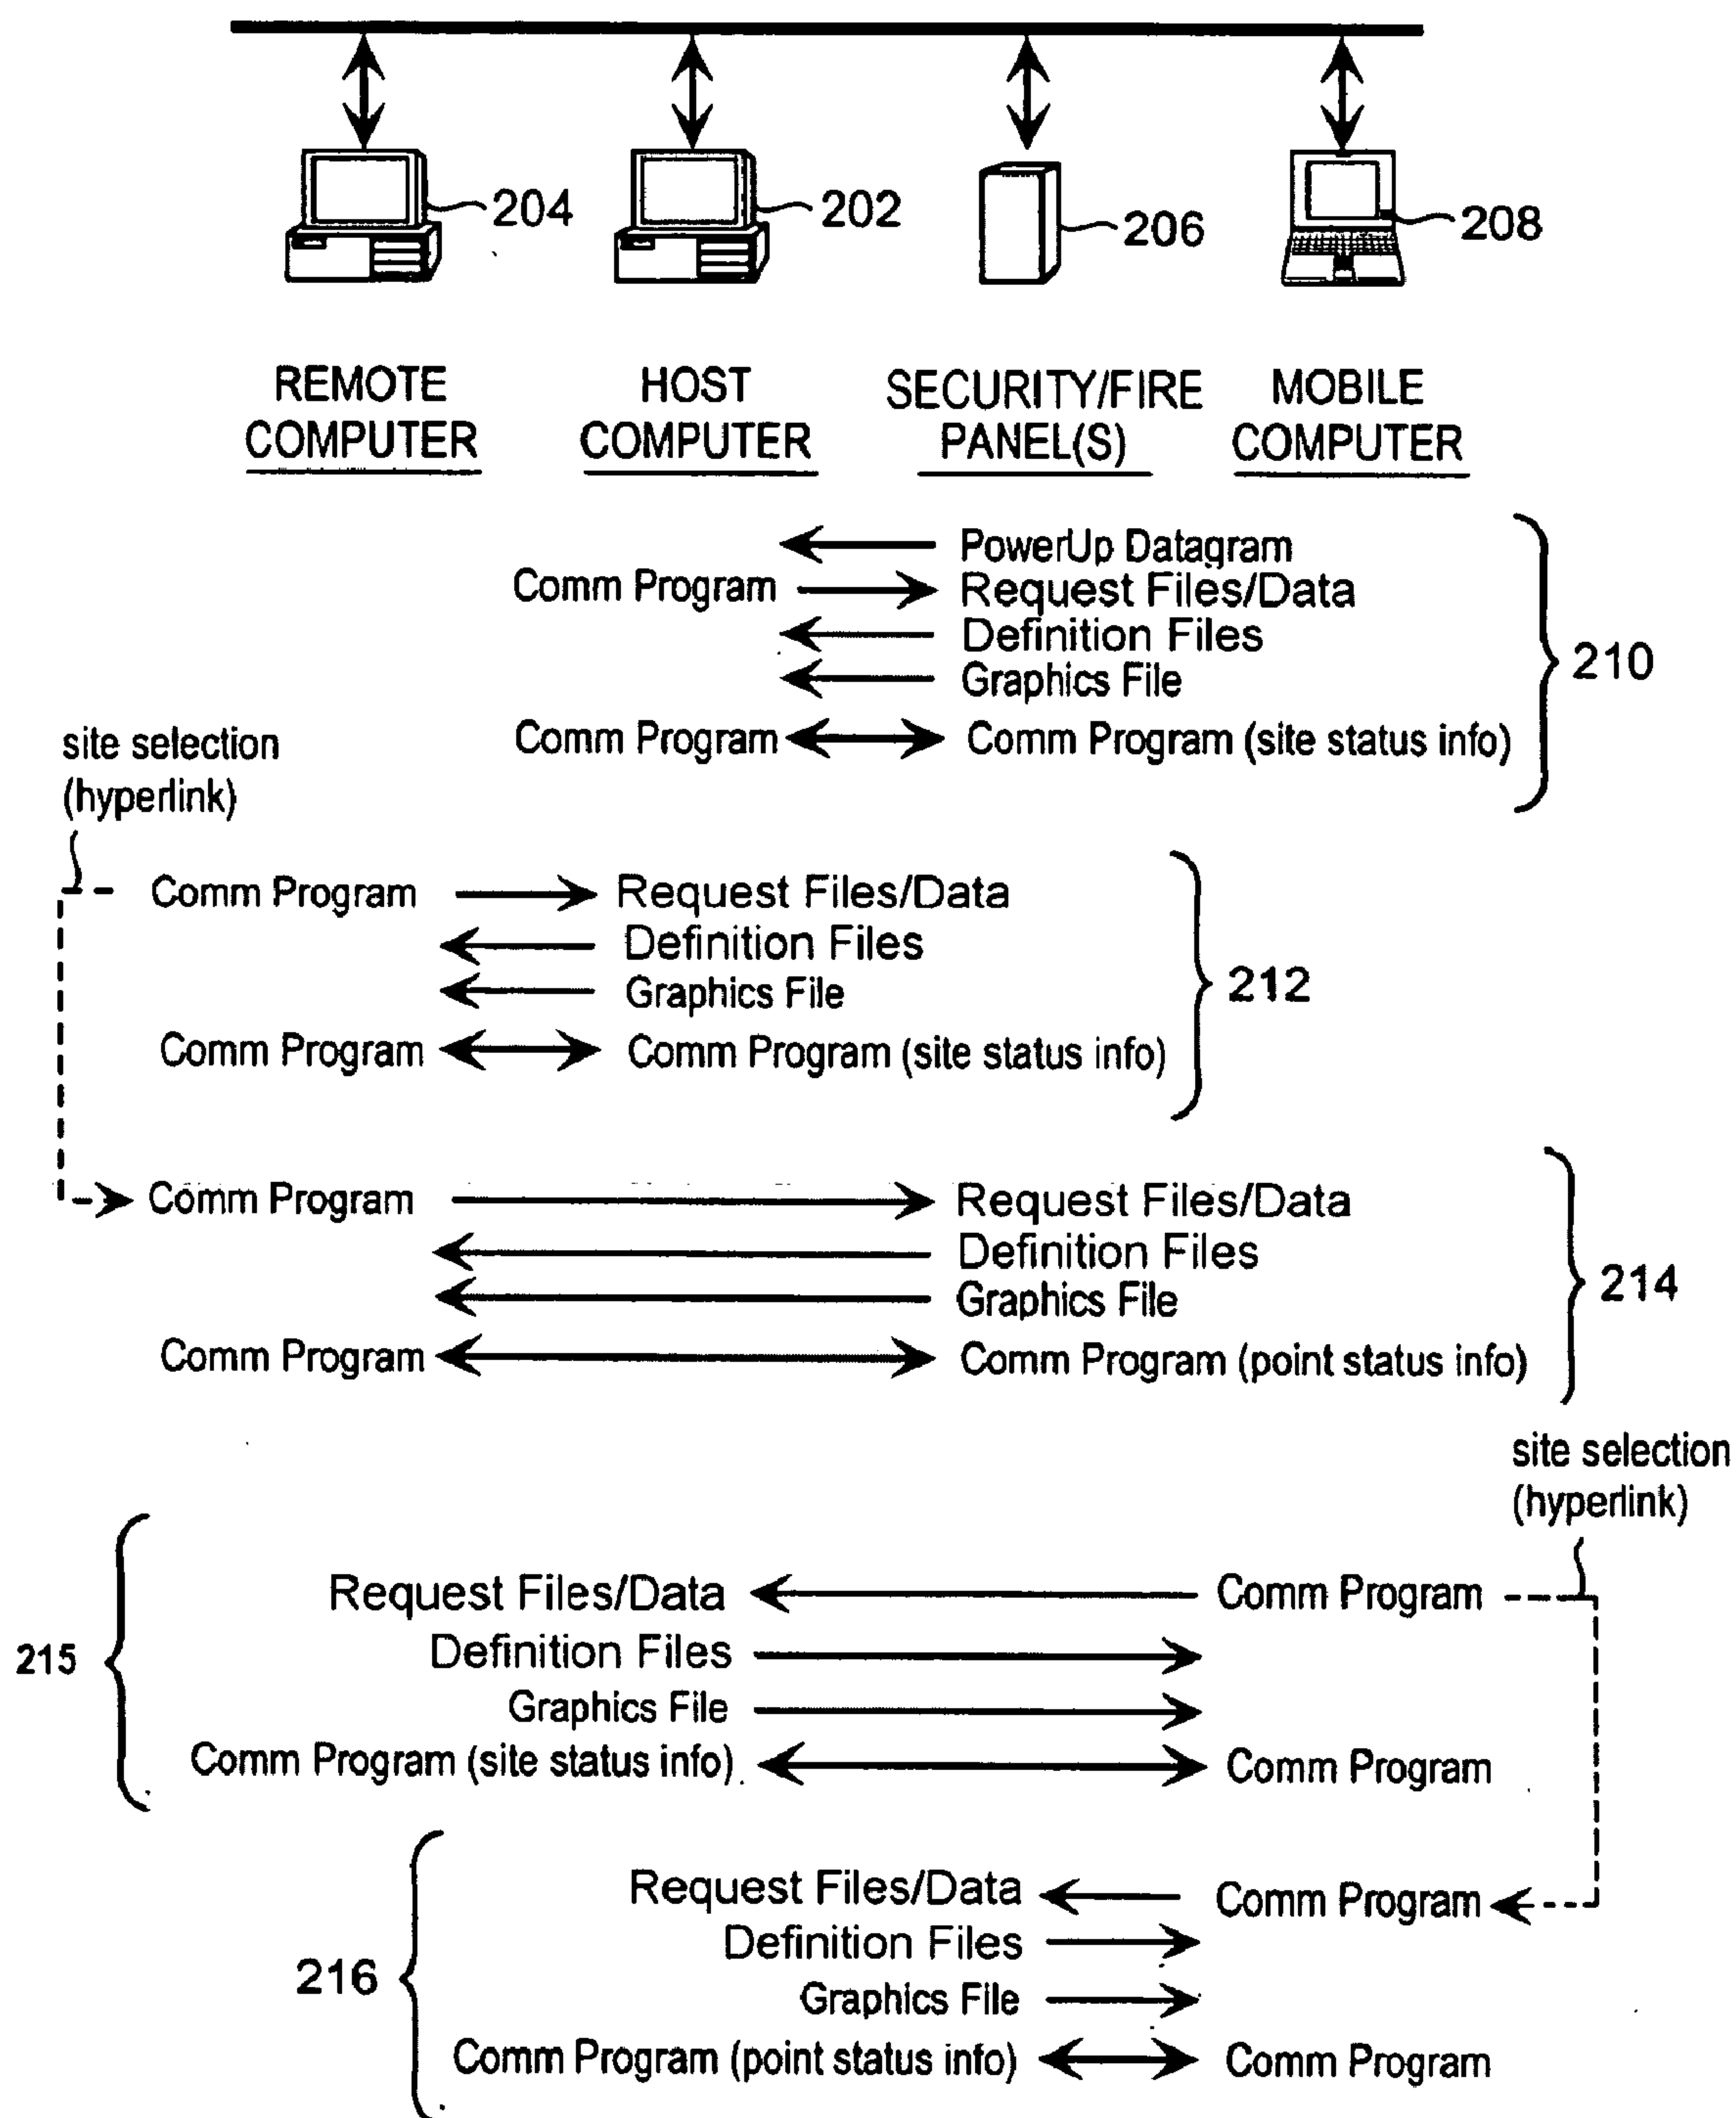 204
202
206
208
REMOTE
COMPUTER
HOST
COMPUTER
SECURITY/FIRE
PANEL(S)
MOBILE
COMPUTER
PowerUp Datagram
Comm Program
Request Files/Data
Definition Files
Graphics File
Comm Program
Comm Program (site status info)
210
site selection
(hyperlink)
Comm Program
Request Files/Data
Definition Files
Graphics File
Comm Program
Comm Program (site status info)
212
Comm Program
Request Files/Data
Definition Files
Graphics File
Comm Program
Comm Program (point status info)
214
site selection
(hyperlink)
215
Request Files/Data
Comm Program
Definition Files
Graphics File
Comm Program (site status info)
Comm Program
216
Request Files/Data
Comm Program
Definition Files
Graphics File
Comm Program (point status info)
Comm Program